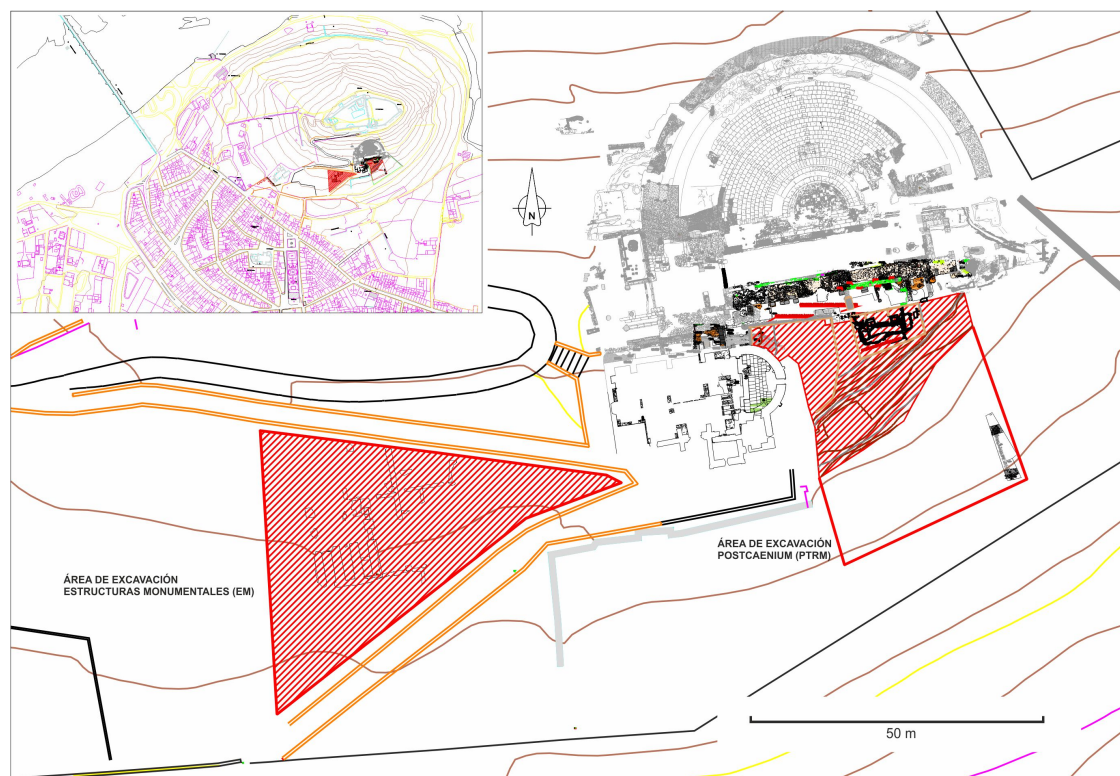 N
ÁREA DE EXCAVACIÓN
POSTCAENIUM (PTRM)
ÁREA DE EXCAVACIÓN
ESTRUCTURAS MONUMENTALES (EM)
50 m